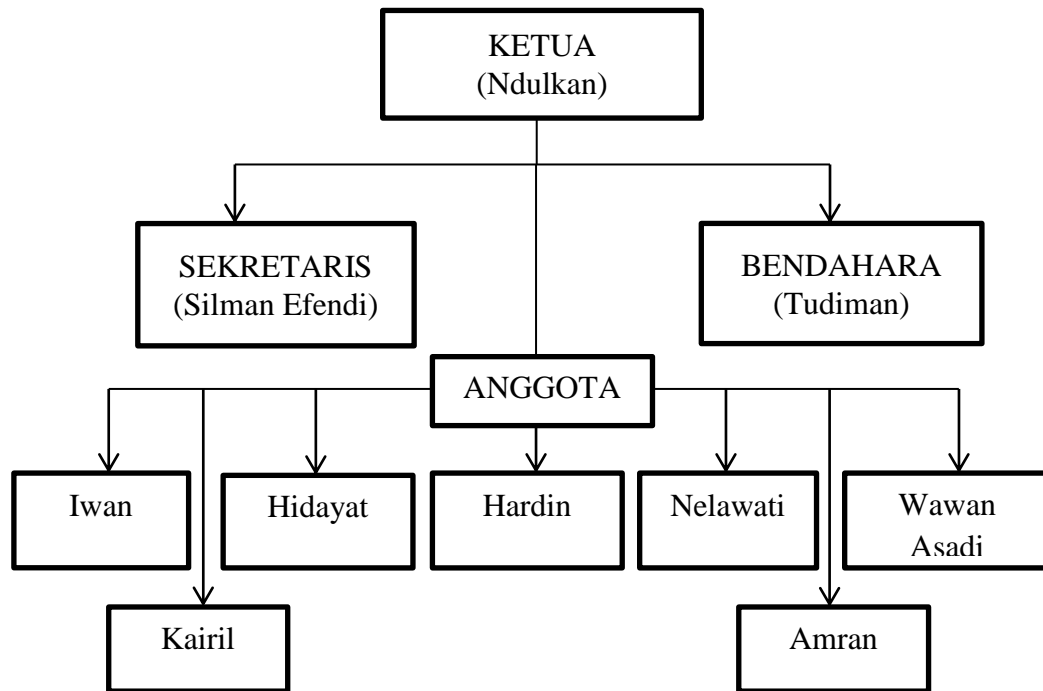 KETUA
(Ndulkan)
SEKRETARIS
(Silman Efendi)
BENDAHARA
(Tudiman)
ANGGOTA
Iwan
Hidayat
Hardin
Nelawati
Wawan
Asadi
Kairil
Amran